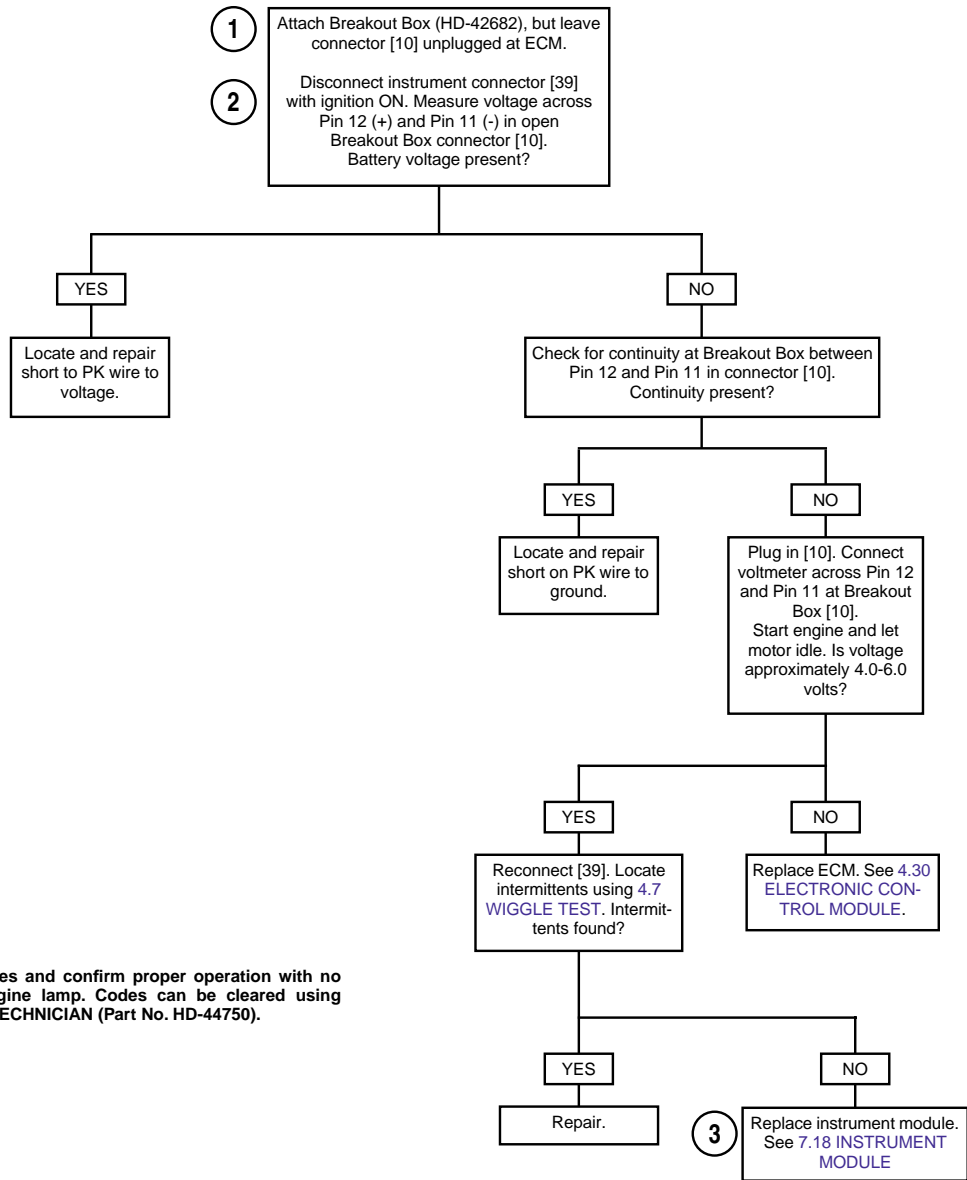 1
Attach Breakout Box (HD-42682), but leave
connector [10] unplugged at ECM.
2
Disconnect instrument connector [39]
with ignition ON. Measure voltage across
Pin 12 (+) and Pin 11 (-) in open
Breakout Box connector [10].
Battery voltage present?
YES
NO
Locate and repair
short to PK wire to
voltage.
Check for continuity at Breakout Box between
Pin 12 and Pin 11 in connector [10].
Continuity present?
YES
NO
Locate and repair
short on PK wire to
ground.
Plug in [10]. Connect
voltmeter across Pin 12
and Pin 11 at Breakout
Box [10].
Start engine and let
motor idle. Is voltage
approximately 4.0-6.0
volts?
YES
NO
Reconnect [39]. Locate
intermittents using 4.7
WIGGLE TEST. Intermit-
tents found?
Replace ECM. See 4.30
ELECTRONIC CON-
TROL MODULE.
es and confirm proper operation with no
gine lamp. Codes can be cleared using
ECHNICIAN (Part No. HD-44750).
YES
NO
Repair.
3
Replace instrument module.
See 7.18 INSTRUMENT
MODULE